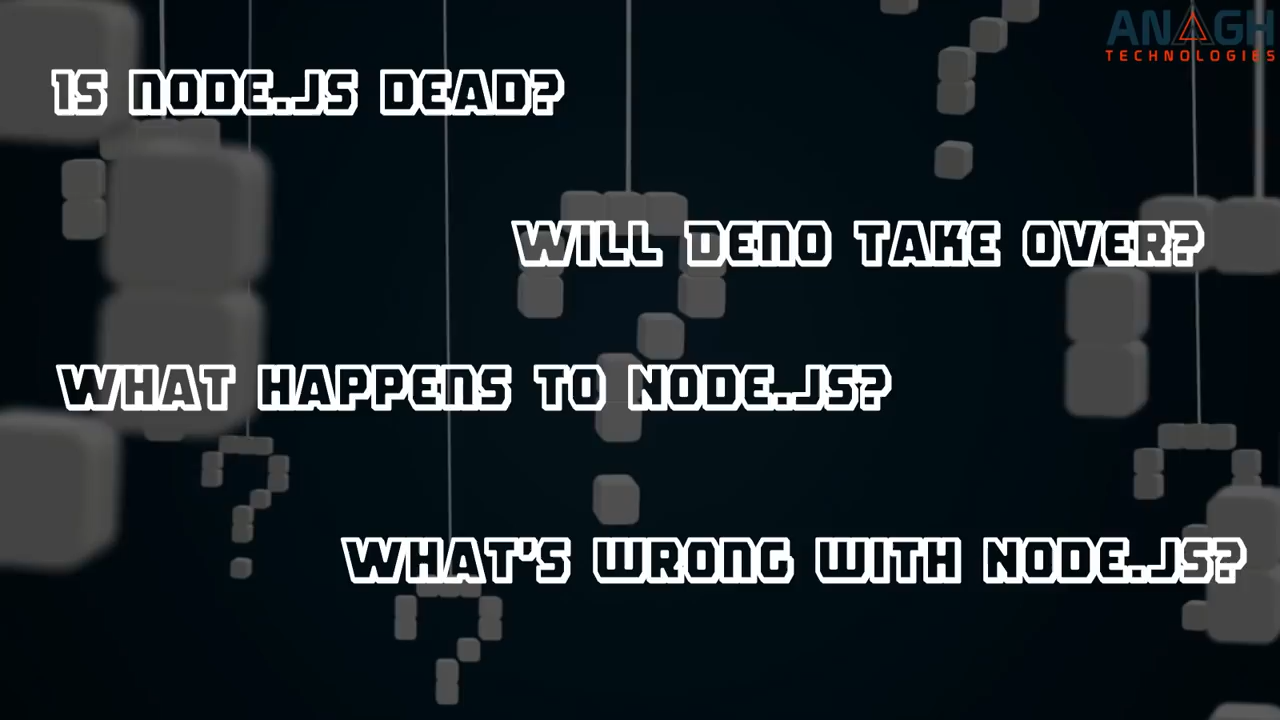 ANAGH
TECHNOLOGIES
IS NODE.JS DEAD?
WILL DENO TAKE OVER?
WHAT HAPPENS TO NODE.JS?
WHAT'S WRONG WITH NODE.JS?